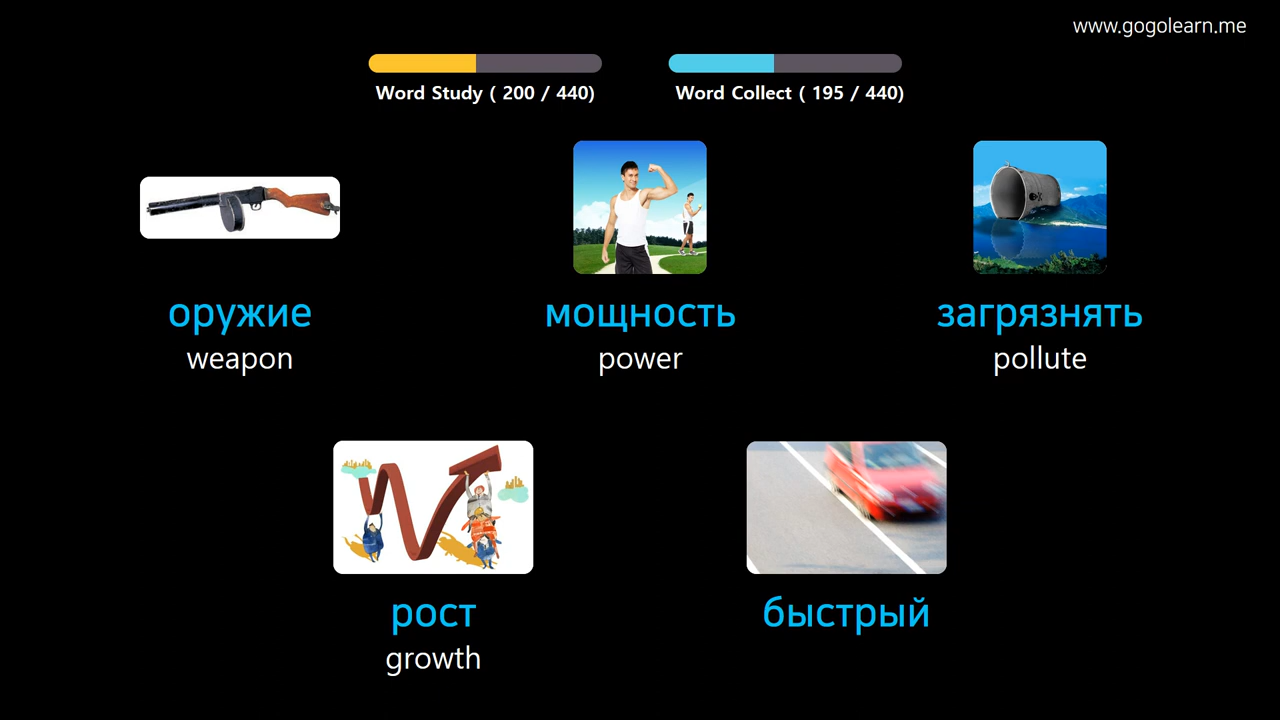 www.gogolearn.me
Word Study ( 200 / 440)
Word Collect ( 195 / 440)
оружие
weapon
мощность
power
загрязнять
pollute
рост
growth
быстрый